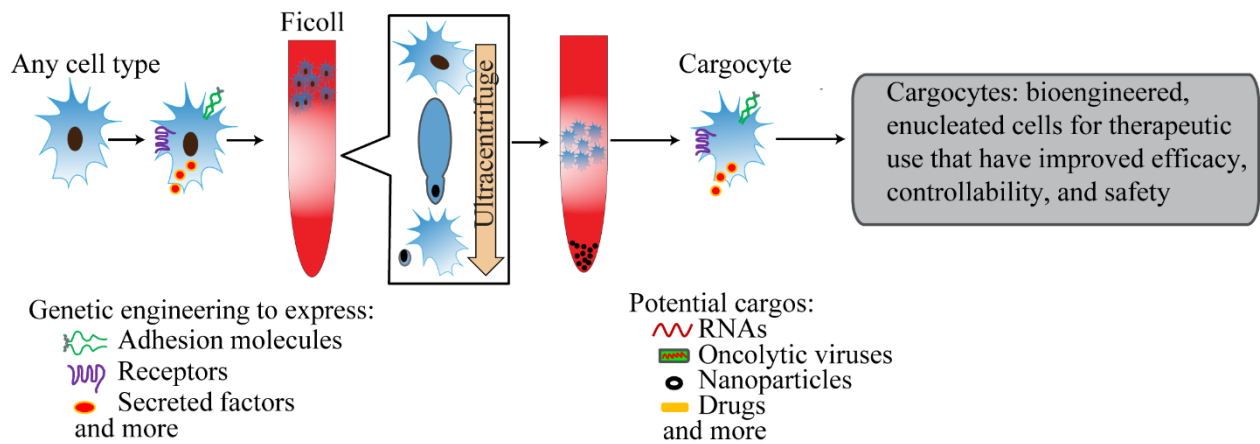 Any cell type
Ficoll
Ultracentrifuge
Cargocyte
Cargocytes: bioengineered,
enucleated cells for therapeutic
use that have improved efficacy,
controllability, and safety
Genetic engineering to express:
Adhesion molecules
Receptors
Secreted factors
and more
Potential cargos:
RNAs
Oncolytic viruses
Nanoparticles
Drugs
and more